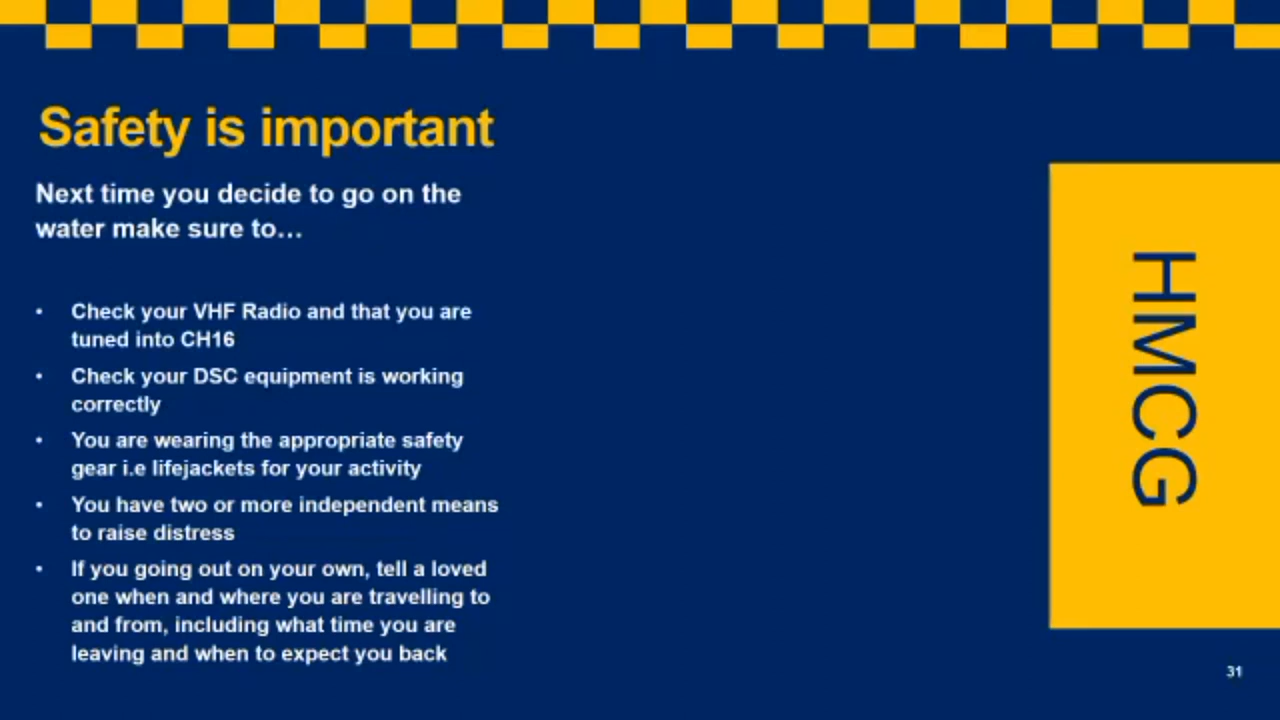 Safety is important
Next time you decide to go on the
water make sure to…
• Check your VHF Radio and that you are
tuned into CH16
• Check your DSC equipment is working
correctly
• You are wearing the appropriate safety
gear i.e lifejackets for your activity
• You have two or more independent means
to raise distress
• If you going out on your own, tell a loved
one when and where you are travelling to
and from, including what time you are
leaving and when to expect you back
HMCG
31